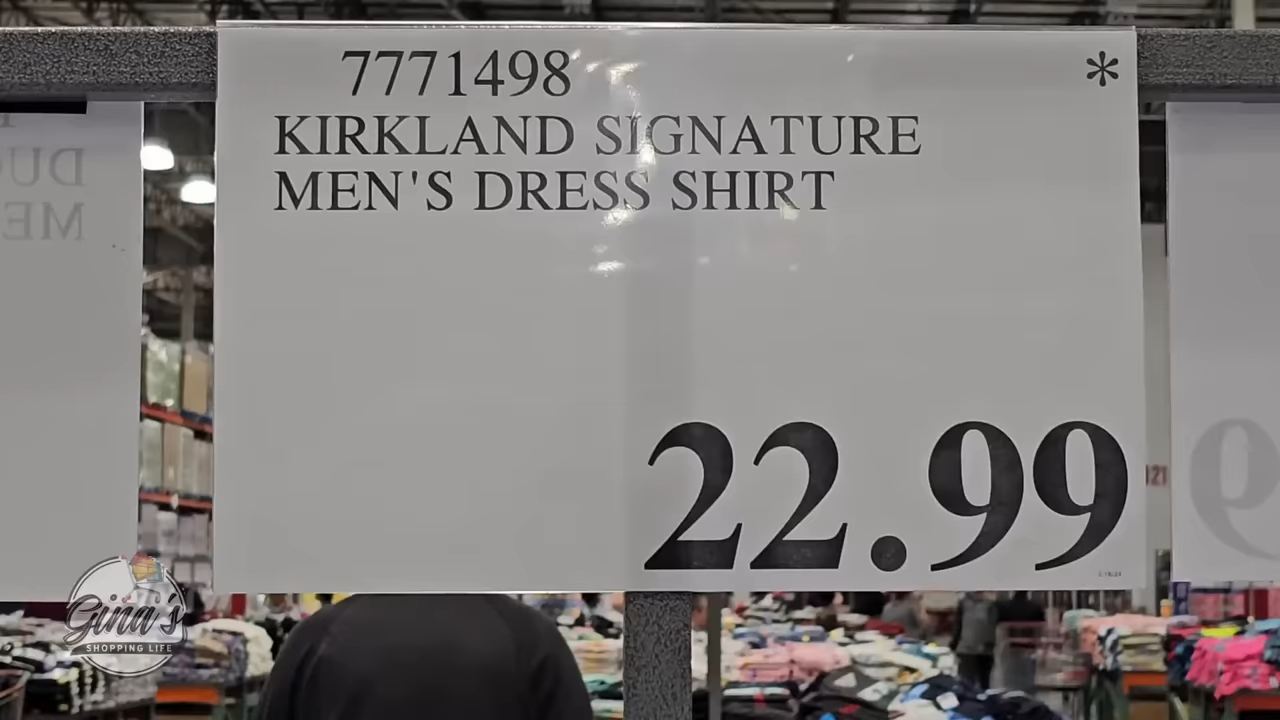 7771498 *
KIRKLAND SIGNATURE
MEN'S DRESS SHIRT
22.99
Gina's
SHOPPING LIFE